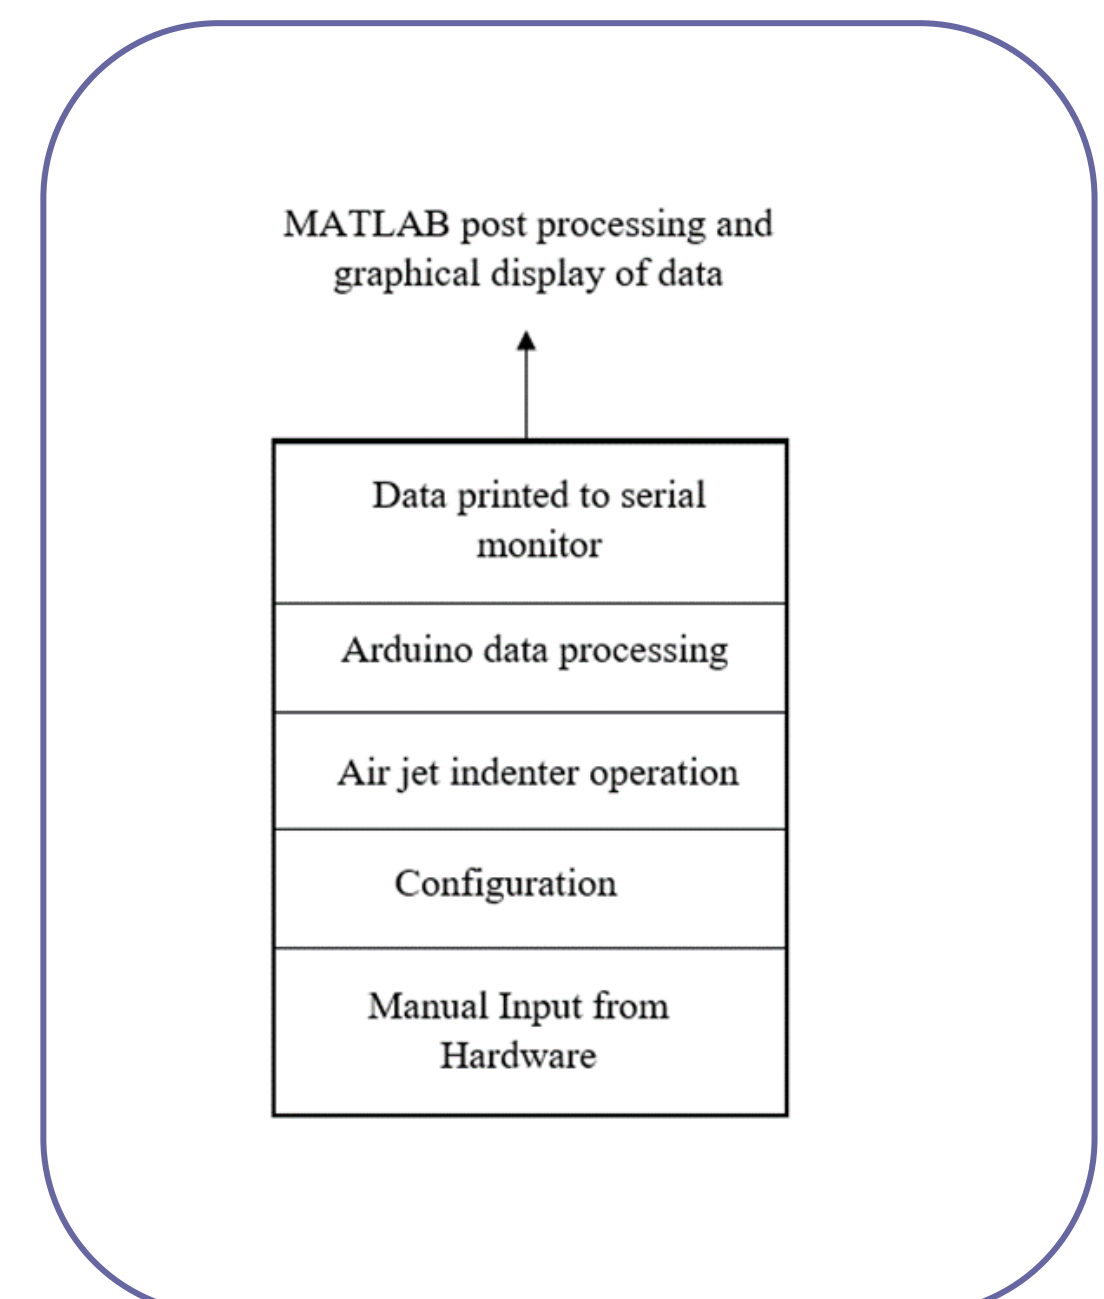 MATLAB post processing and
graphical display of data
Data printed to serial
monitor
Arduino data processing
Air jet indenter operation
Configuration
Manual Input from
Hardware